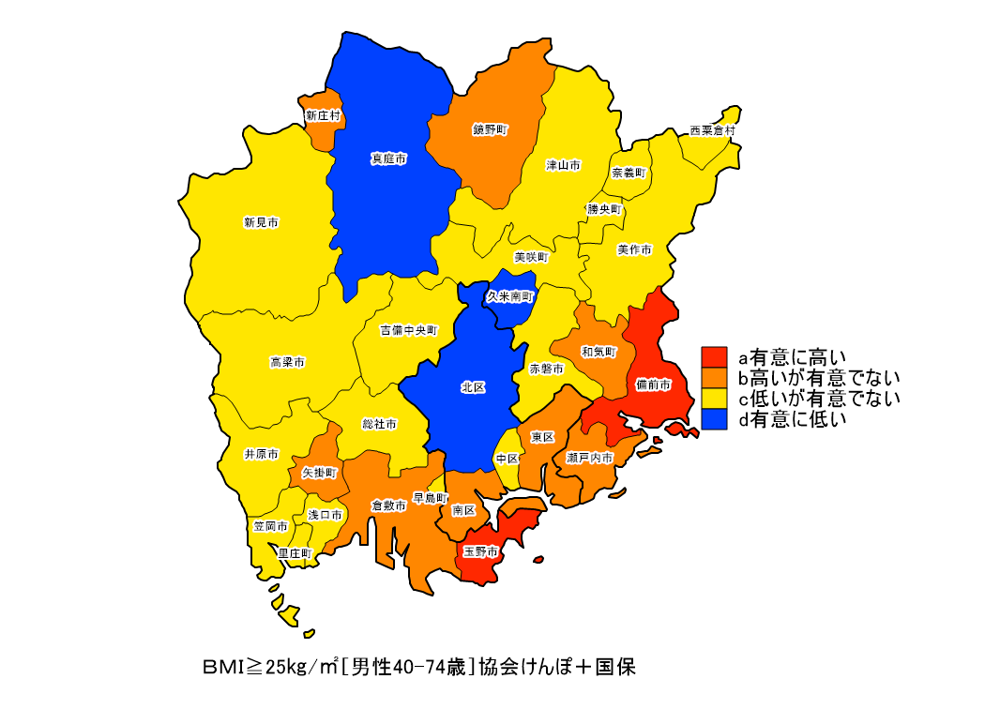 新庄村
鏡野町
西粟倉村
真庭市
津山市
奈義町
勝央町
新見市
美作市
美咲町
久米南町
吉備中央町
和気町
高梁市
赤磐市
備前市
北区
総社市
東区
井原市
中区
瀬戸内市
矢掛町
早島町
倉敷市
南区
浅口市
笠岡市
里庄町
玉野市
a有意に高い
b高いが有意でない
c低いが有意でない
d有意に低い
BMI≧25kg/㎡[男性40-74歳]協会けんぽ＋国保